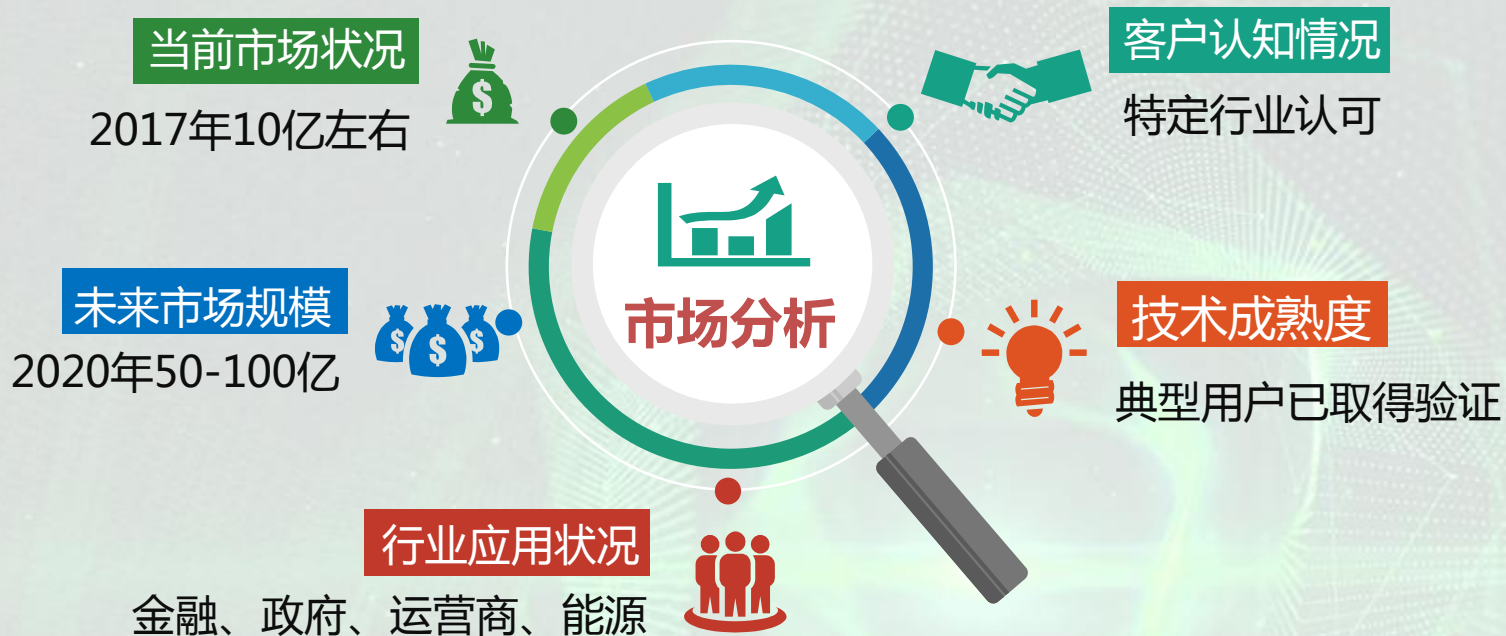 当前市场状况
2017年10亿左右
客户认知情况
特定行业认可
市场分析
未来市场规模
2020年50-100亿
技术成熟度
典型用户已取得验证
行业应用状况
金融、政府、运营商、能源